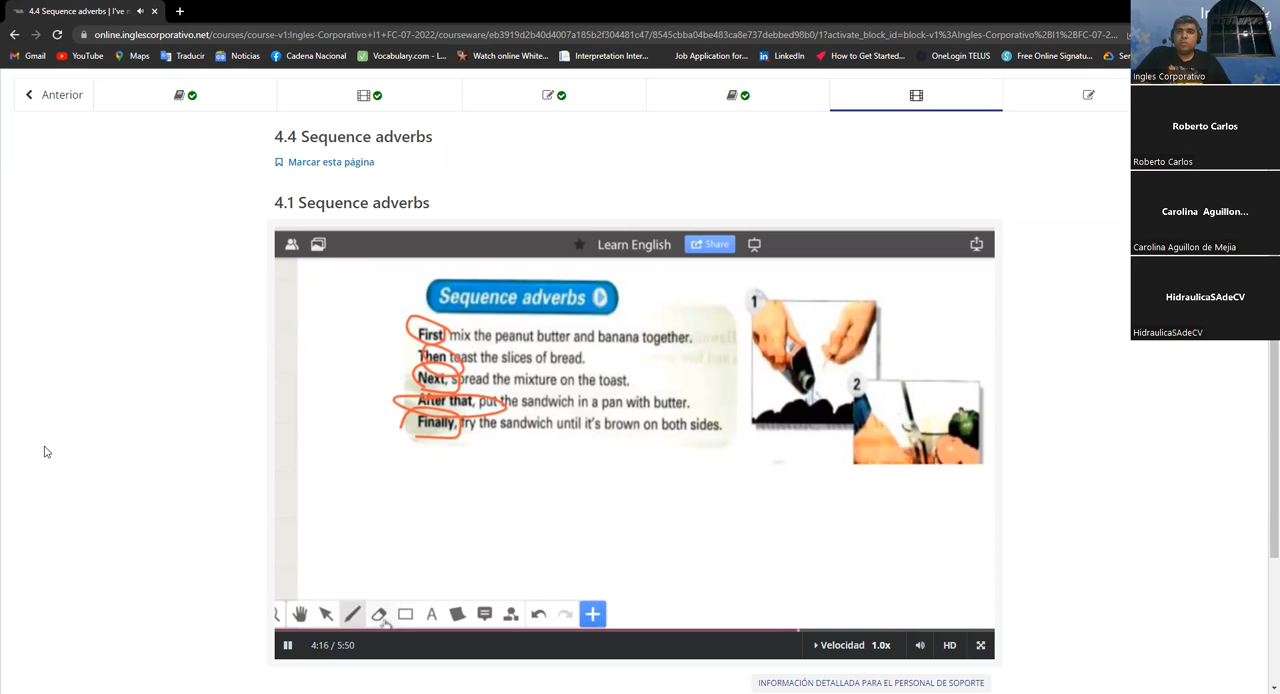 4.4 Sequence adverbs | I've
online.inglescorporativo.net/courses/course-v1:Ingles-Corporativo+I1+FC-07-2022/courseware/eb3919d2b40d4007a185b2f304481c47/8545cbba04be483ca8e737debbed98b0/1?activate_block_id=block-v1%3AIngles-Corporativo%2BI1%2BFC-07-2...
Gmail YouTube Maps Traducir Noticias Cadena Nacional Vocabulary.com - L... Watch online White... Interpretation Inter... Job Application for... LinkedIn How to Get Started... OneLogin TELUS Free Online Signatu...
Ingles Corporativo
Anterior
Roberto Carlos
Roberto Carlos
4.4 Sequence adverbs
Marcar esta página
4.1 Sequence adverbs
Carolina Aguillon...
Carolina Aguillon de Mejia
Learn English Share
HidraulicaSAdeCV
HidraulicaSAdeCV
Sequence adverbs
First mix the peanut butter and banana together.
Then toast the slices of bread.
Next, spread the mixture on the toast.
After that, put the sandwich in a pan with butter.
Finally, fry the sandwich until it's brown on both sides.
1
2
A
4:16 / 5:50 Velocidad 1.0x HD
INFORMACIÓN DETALLADA PARA EL PERSONAL DE SOPORTE